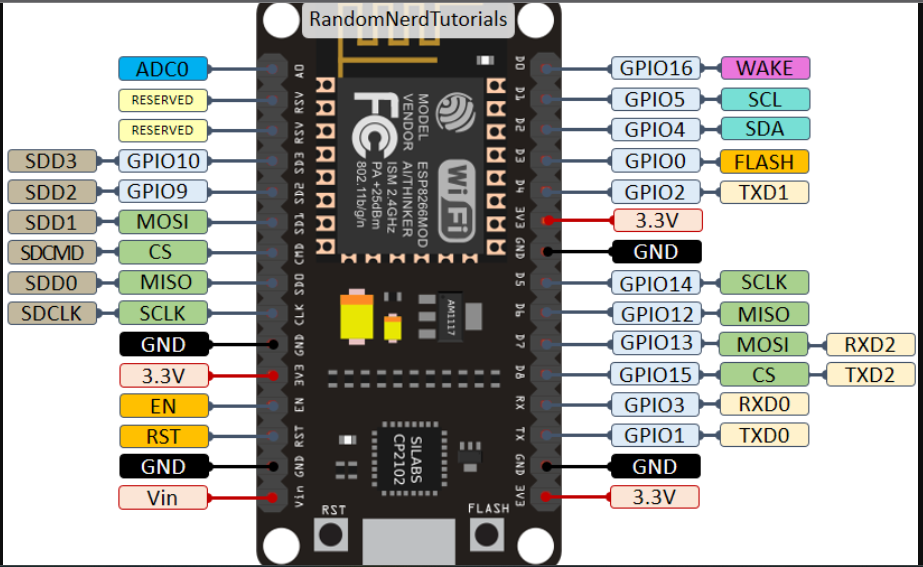 RandomNerdTutorials
ADC0
RESERVED
RESERVED
SDD3 GPIO10
SDD2 GPIO9
SDD1 MOSI
SDCMD CS
SDD0 MISO
SDCLK SCLK
GND
3.3V
EN
RST
GND
Vin
A0
RSV
RSV
SD3
SD2
SD1
CMD
SD0
CLK
GND
3V3
EN
RST
GND
Vin
MODEL ESP8266MOD
VENDOR AI/THINKER
ISM 2.4GHz
PA +25dBm
802.11b/g/n
FC
WiFi
AM1117
SILABS
CP2102
RST
FLASH
D0
D1
D2
D3
D4
3V3
GND
D5
D6
D7
D8
RX
TX
GND
3V3
GPIO16 WAKE
GPIO5 SCL
GPIO4 SDA
GPIO0 FLASH
GPIO2 TXD1
3.3V
GND
GPIO14 SCLK
GPIO12 MISO
GPIO13 MOSI RXD2
GPIO15 CS TXD2
GPIO3 RXD0
GPIO1 TXD0
GND
3.3V